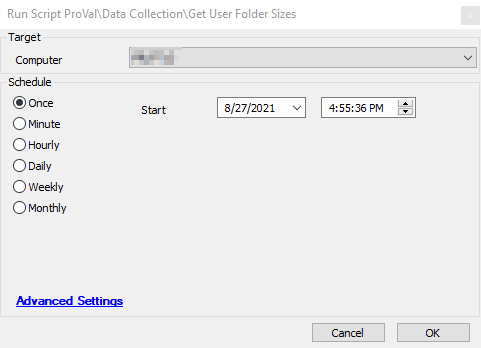 Run Script ProVal\Data Collection\Get User Folder Sizes
Target
Computer
Schedule
Once
Start
8/27/2021
4:55:36 PM
Minute
Hourly
Daily
Weekly
Monthly
Advanced Settings
Cancel
OK